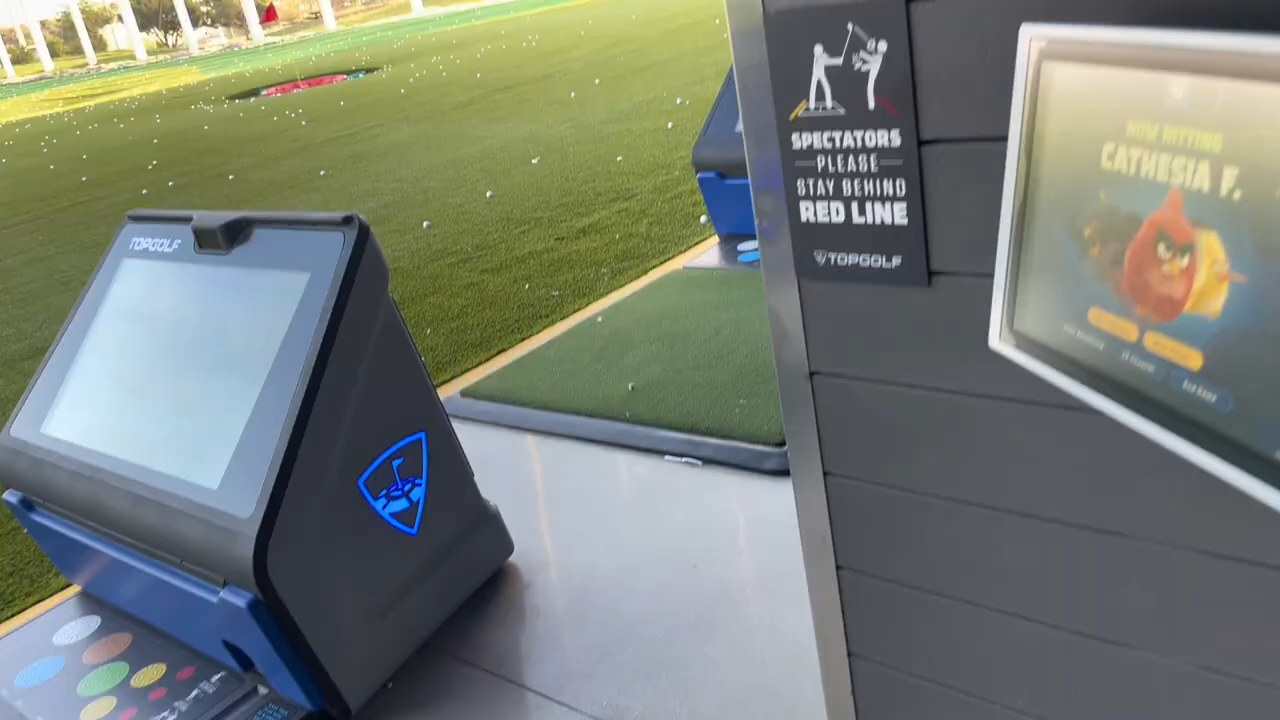 TOPGOLF
SPECTATORS
PLEASE
STAY BEHIND
RED LINE
TOPGOLF
NOW HITTING
CATHESIA F.